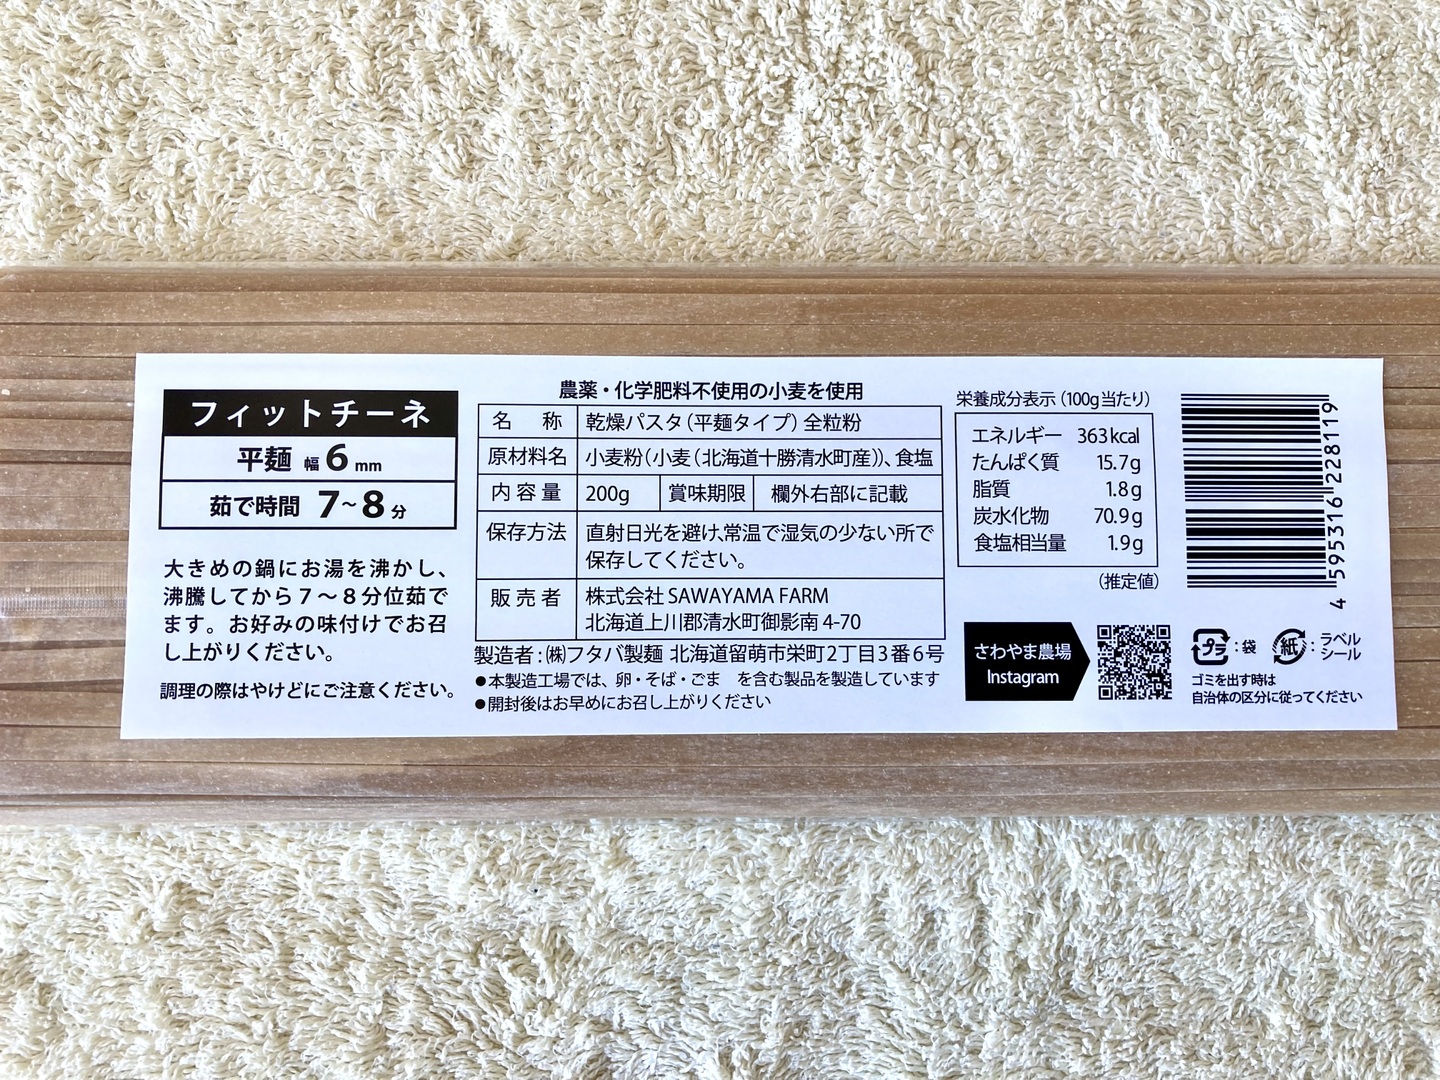 フィットチーネ
平麺 幅 6 mm
茹で時間 7~8 分
大きめの鍋にお湯を沸かし、
沸騰してから7~8分位茹で
ます。お好みの味付けでお召
し上がりください。
調理の際はやけどにご注意ください。
農薬・化学肥料不使用の小麦を使用
名 称 乾燥パスタ(平麺タイプ)全粒粉
原材料名 小麦粉(小麦(北海道十勝清水町産))、食塩
内容量 200g 賞味期限 欄外右部に記載
保存方法 直射日光を避け、常温で湿気の少ない所で
保存してください。
販売者 株式会社 SAWAYAMA FARM
北海道上川郡清水町御影南 4-70
製造者:㈱フタバ製麺 北海道留萌市栄町2丁目3番6号
●本製造工場では、卵・そば・ごま を含む製品を製造しています
●開封後はお早めにお召し上がりください
栄養成分表示(100g当たり)
エネルギー 363kcal
たんぱく質 15.7g
脂質 1.8g
炭水化物 70.9g
食塩相当量 1.9g
(推定値)
さわやま農場
Instagram
4 595316 228119
プラ :袋 紙 :ラベル
シール
ゴミを出す時は
自治体の区分に従ってください